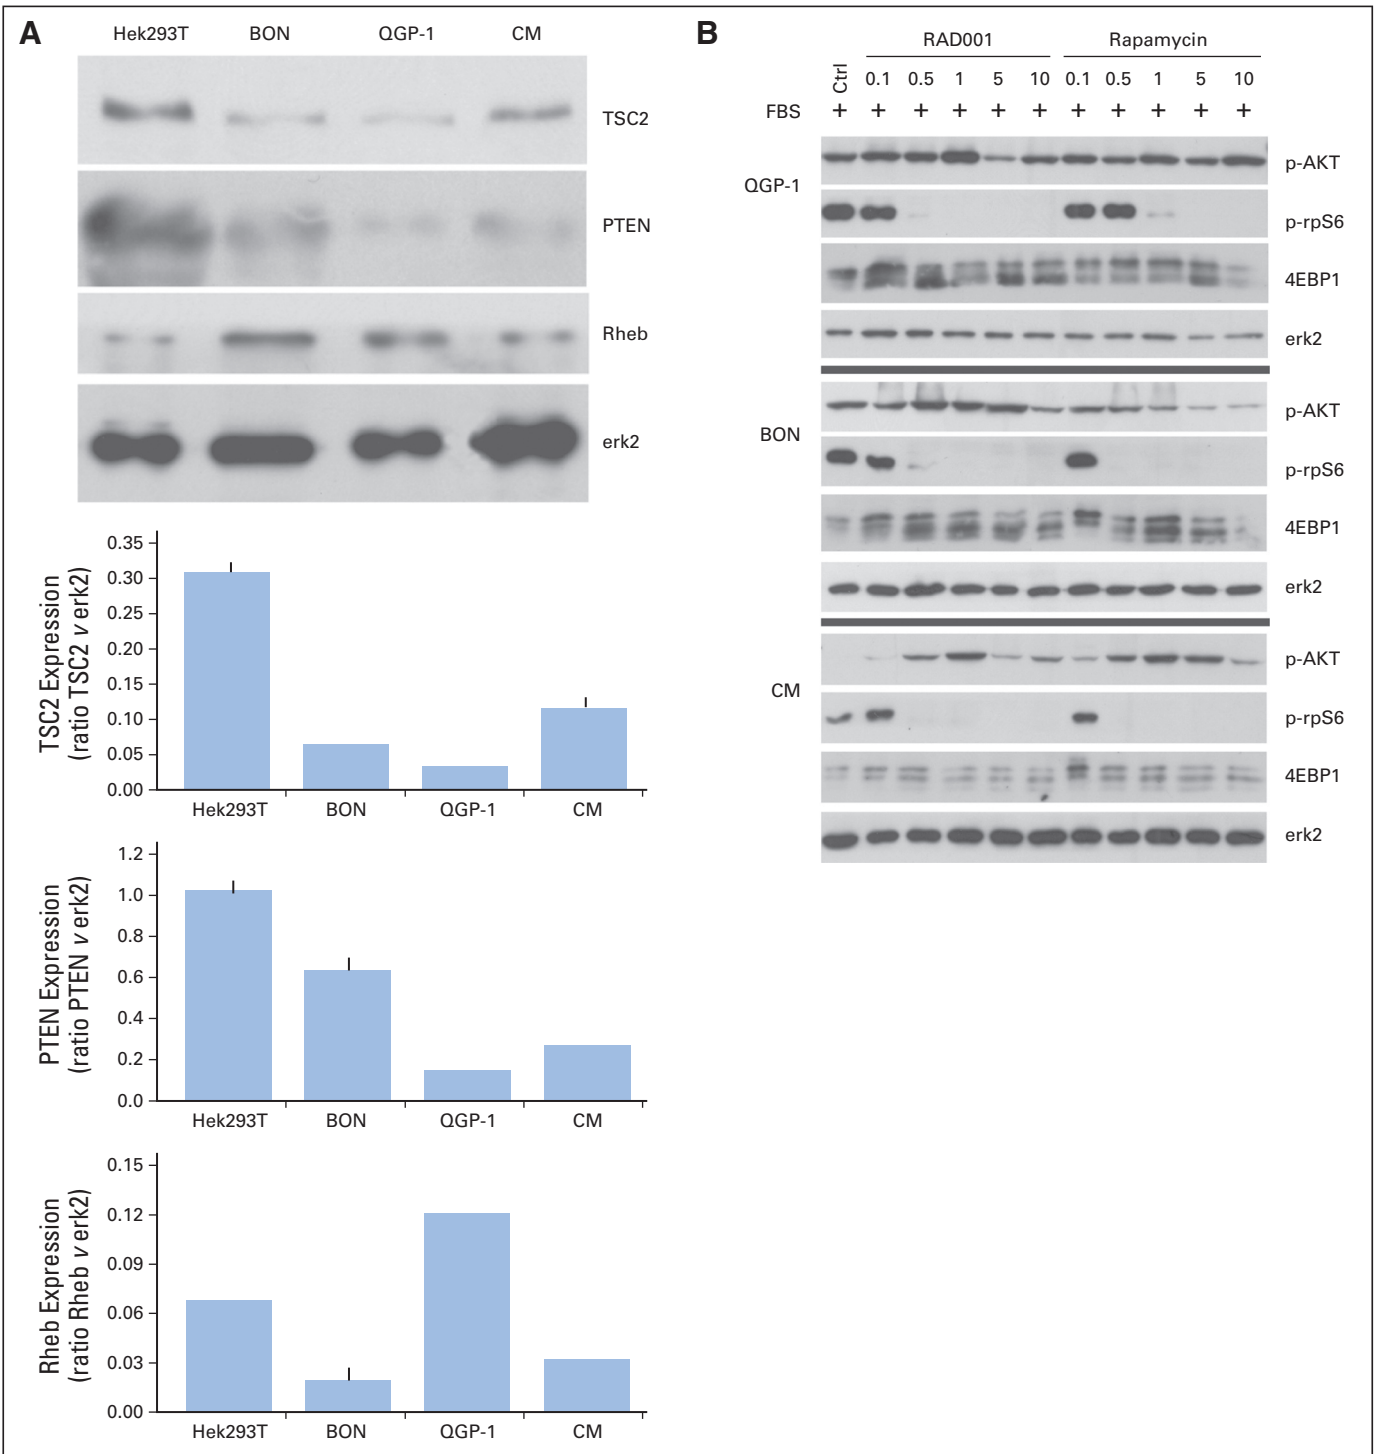 A
Hek293T BON QGP-1 CM
TSC2
PTEN
Rheb
erk2
TSC2 Expression
(ratio TSC2 v erk2)
0.35
0.30
0.25
0.20
0.15
0.10
0.05
0.00
Hek293T BON QGP-1 CM
PTEN Expression
(ratio PTEN v erk2)
1.2
1.0
0.8
0.6
0.4
0.2
0.0
Hek293T BON QGP-1 CM
Rheb Expression
(ratio Rheb v erk2)
0.15
0.12
0.09
0.06
0.03
0.00
Hek293T BON QGP-1 CM
B
RAD001 Rapamycin
Ctrl 0.1 0.5 1 5 10 0.1 0.5 1 5 10
FBS + + + + + + + + + + +
QGP-1
p-AKT
p-rpS6
4EBP1
erk2
BON
p-AKT
p-rpS6
4EBP1
erk2
CM
p-AKT
p-rpS6
4EBP1
erk2